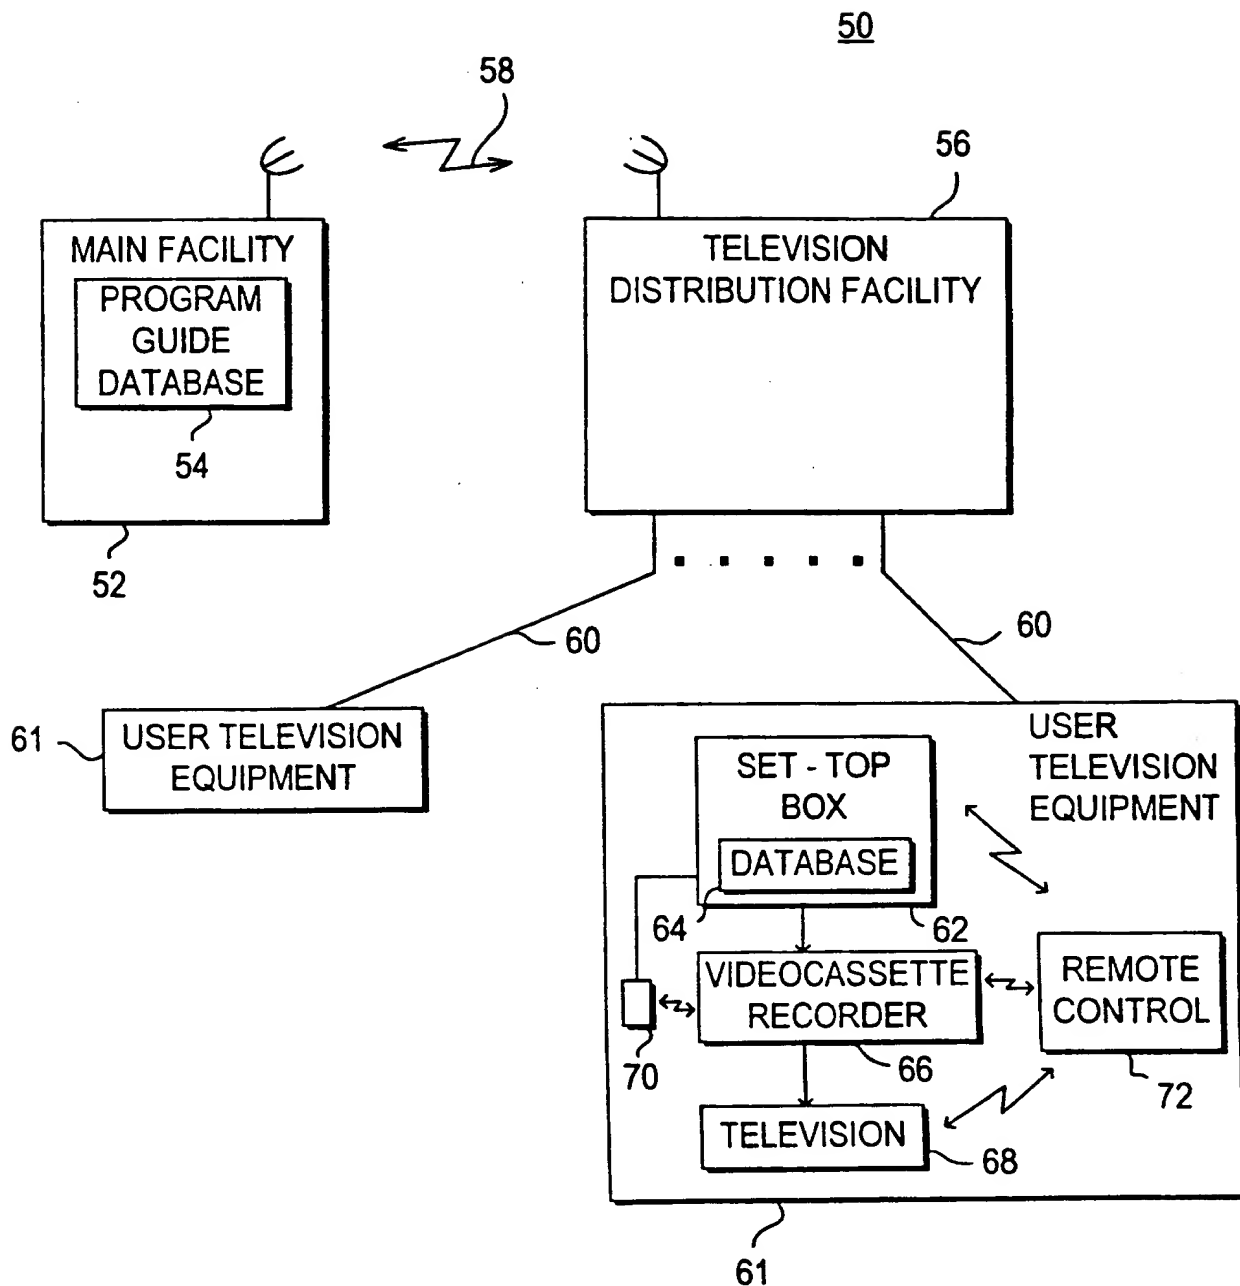 50
58
56
MAIN FACILITY
PROGRAM
GUIDE
DATABASE
54
52
TELEVISION
DISTRIBUTION FACILITY
60
60
61
USER TELEVISION
EQUIPMENT
USER
TELEVISION
EQUIPMENT
SET - TOP
BOX
DATABASE
64
62
VIDEOCASSETTE
RECORDER
REMOTE
CONTROL
70
66
72
TELEVISION
68
61